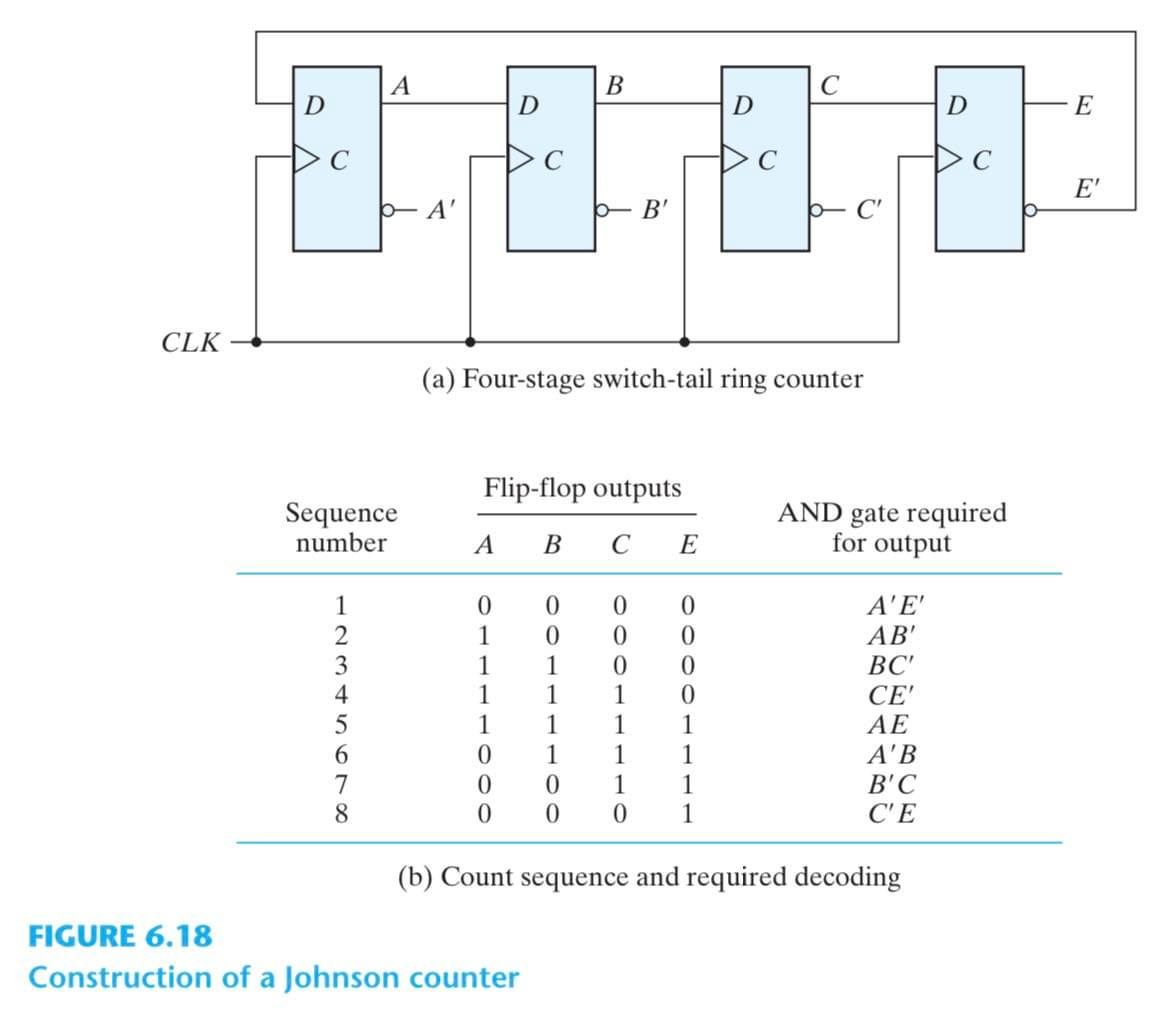 A B C
D D D D E
C C C C
E'
A' B' C'
CLK
(a) Four-stage switch-tail ring counter
Flip-flop outputs
Sequence number
AND gate required for output
A B C E
1 0 0 0 0 A'E'
2 1 0 0 0 AB'
3 1 1 0 0 BC'
4 1 1 1 0 CE'
5 1 1 1 1 AE
6 0 1 1 1 A'B
7 0 0 1 1 B'C
8 0 0 0 1 C'E
(b) Count sequence and required decoding
FIGURE 6.18
Construction of a Johnson counter